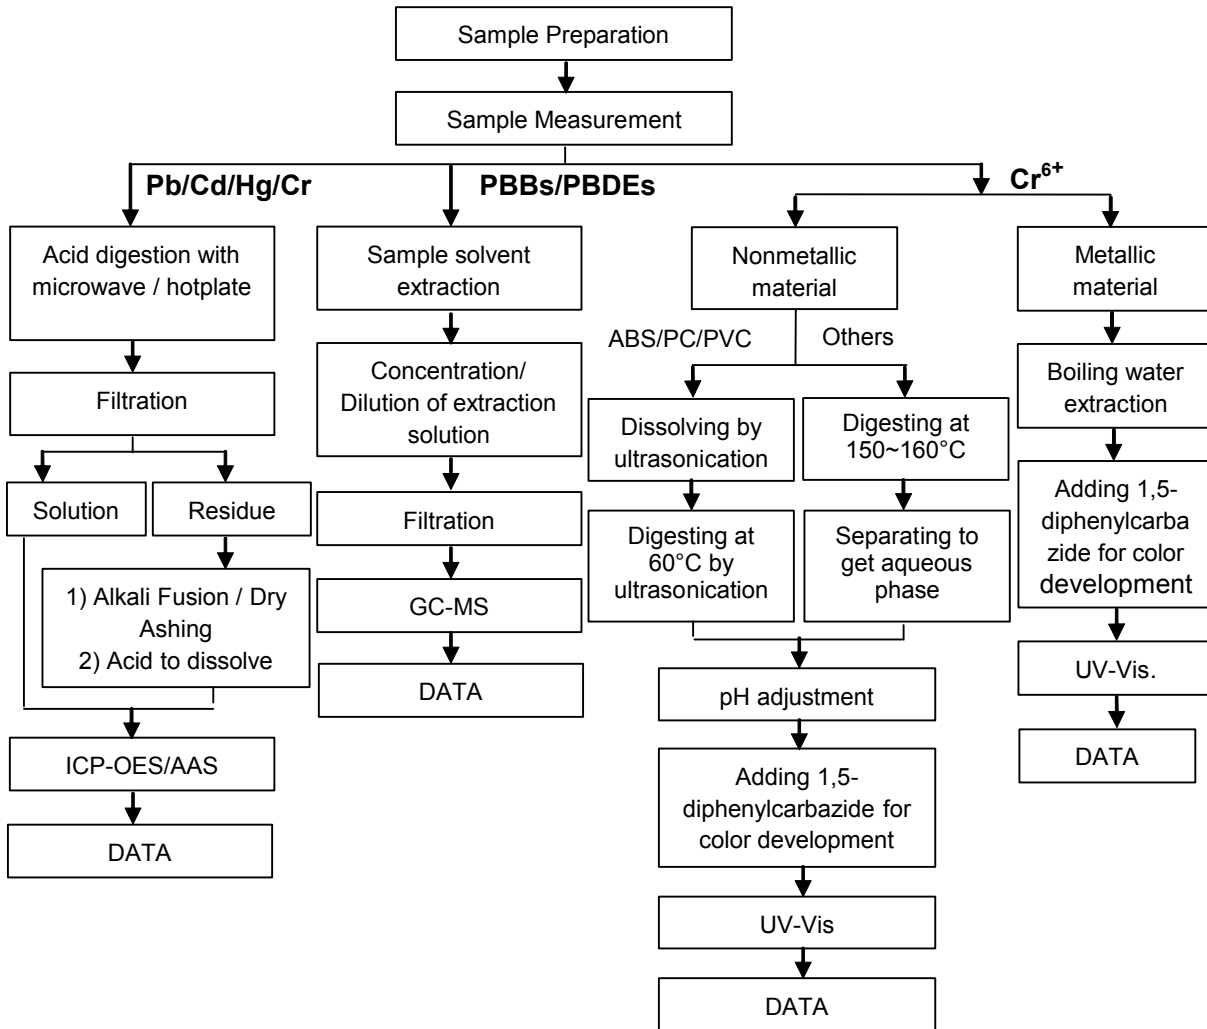 Sample Preparation
Sample Measurement
Pb/Cd/Hg/Cr
PBBs/PBDEs
Cr6+
Acid digestion with
microwave / hotplate
Filtration
Solution
Residue
1) Alkali Fusion / Dry
Ashing
2) Acid to dissolve
ICP-OES/AAS
DATA
Sample solvent
extraction
Concentration/
Dilution of extraction
solution
Filtration
GC-MS
DATA
Nonmetallic
material
ABS/PC/PVC
Others
Dissolving by
ultrasonication
Digesting at
60°C by
ultrasonication
Digesting at
150~160°C
Separating to
get aqueous
phase
pH adjustment
Adding 1,5-
diphenylcarbazide for
color development
UV-Vis
DATA
Metallic
material
Boiling water
extraction
Adding 1,5-
diphenylcarba
zide for color
development
UV-Vis.
DATA